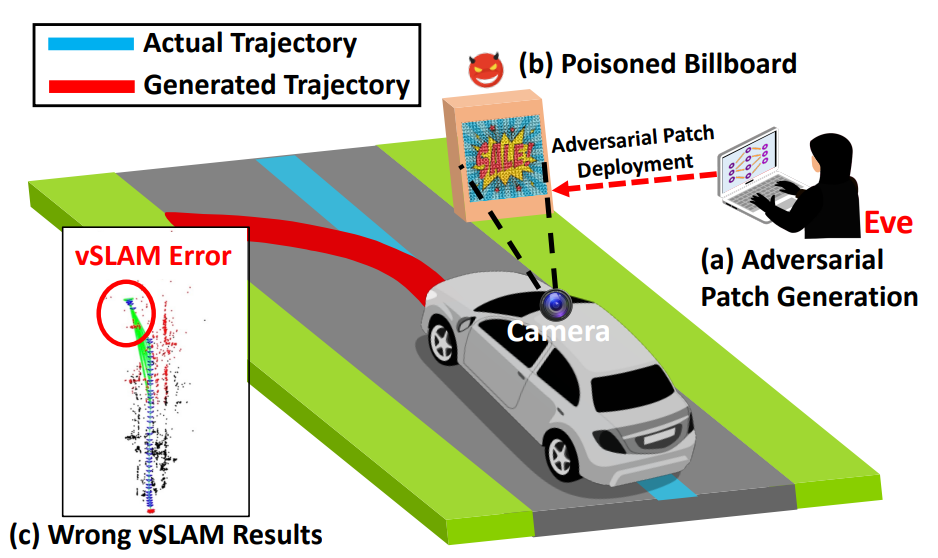 Actual Trajectory
Generated Trajectory
(b) Poisoned Billboard
SALE!
Adversarial Patch
Deployment
Eve
(a) Adversarial
Patch Generation
vSLAM Error
Camera
(c) Wrong vSLAM Results